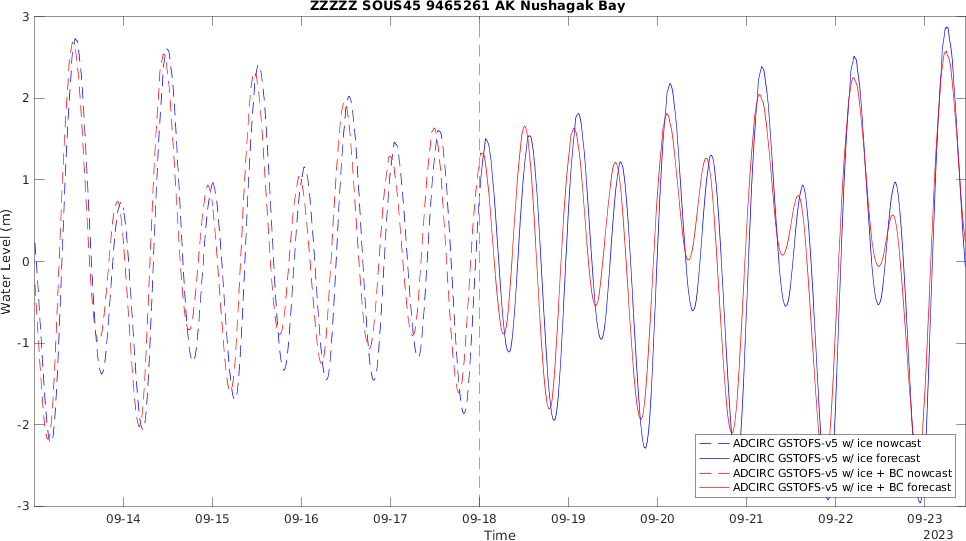 ZZZZZ SOUS45 9465261 AK Nushagak Bay
3
2
1
0
-1
-2
-3
Water Level (m)
ADCIRC GSTOFS-v5 w/ ice nowcast
ADCIRC GSTOFS-v5 w/ ice forecast
ADCIRC GSTOFS-v5 w/ ice + BC nowcast
ADCIRC GSTOFS-v5 w/ ice + BC forecast
09-14 09-15 09-16 09-17 09-18 09-19 09-20 09-21 09-22 09-23
Time
2023